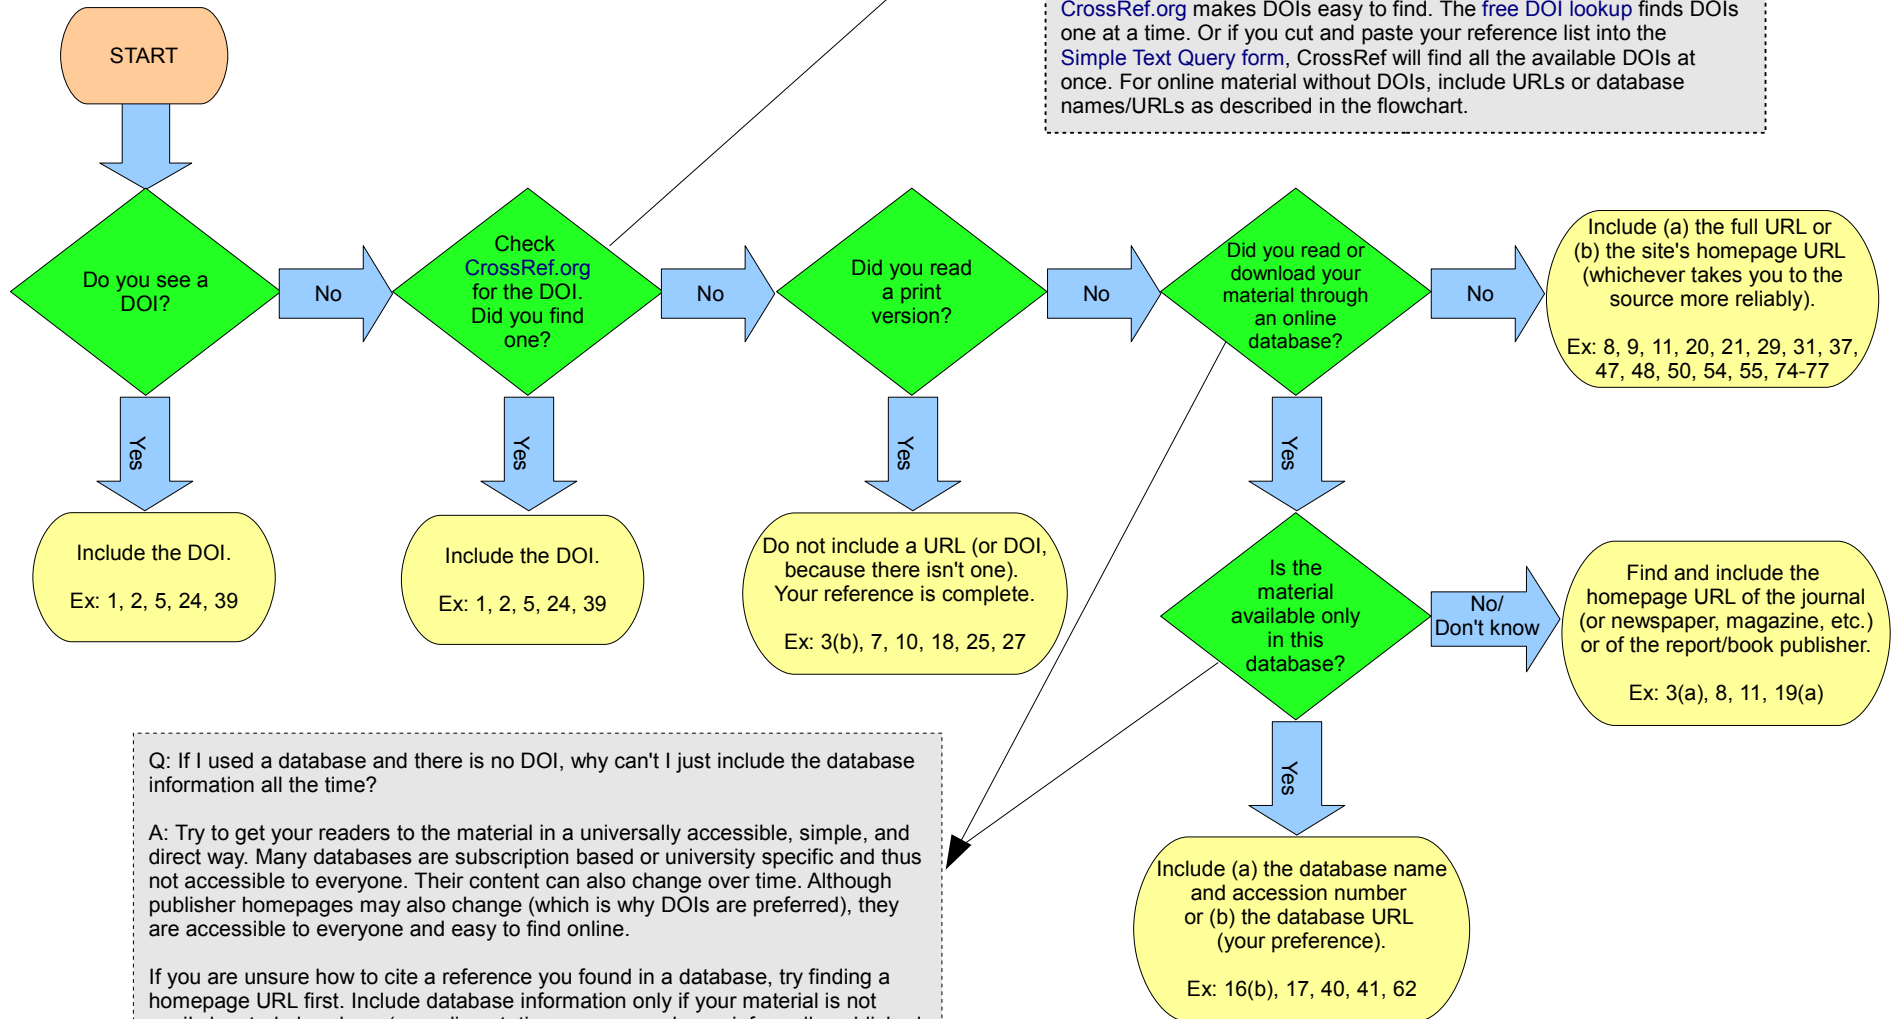 CrossRef.org makes DOIs easy to find. The free DOI lookup finds DOIs
one at a time. Or if you cut and paste your reference list into the
Simple Text Query form, CrossRef will find all the available DOIs at
once. For online material without DOIs, include URLs or database
names/URLs as described in the flowchart.
START
Do you see a
DOI?
No
Check
CrossRef.org
for the DOI.
Did you find
one?
No
Did you read
a print
version?
No
Did you read or
download your
material through
an online
database?
No
Include (a) the full URL or
(b) the site's homepage URL
(whichever takes you to the
source more reliably).
Ex: 8, 9, 11, 20, 21, 29, 31, 37,
47, 48, 50, 54, 55, 74-77
Yes
Yes
Yes
Yes
Include the DOI.
Ex: 1, 2, 5, 24, 39
Include the DOI.
Ex: 1, 2, 5, 24, 39
Do not include a URL (or DOI,
because there isn't one).
Your reference is complete.
Ex: 3(b), 7, 10, 18, 25, 27
Is the
material
available only
in this
database?
No/
Don't know
Find and include the
homepage URL of the journal
(or newspaper, magazine, etc.)
or of the report/book publisher.
Ex: 3(a), 8, 11, 19(a)
Yes
Include (a) the database name
and accession number
or (b) the database URL
(your preference).
Ex: 16(b), 17, 40, 41, 62
Q: If I used a database and there is no DOI, why can't I just include the database
information all the time?
A: Try to get your readers to the material in a universally accessible, simple, and
direct way. Many databases are subscription based or university specific and thus
not accessible to everyone. Their content can also change over time. Although
publisher homepages may also change (which is why DOIs are preferred), they
are accessible to everyone and easy to find online.
If you are unsure how to cite a reference you found in a database, try finding a
homepage URL first. Include database information only if your material is not